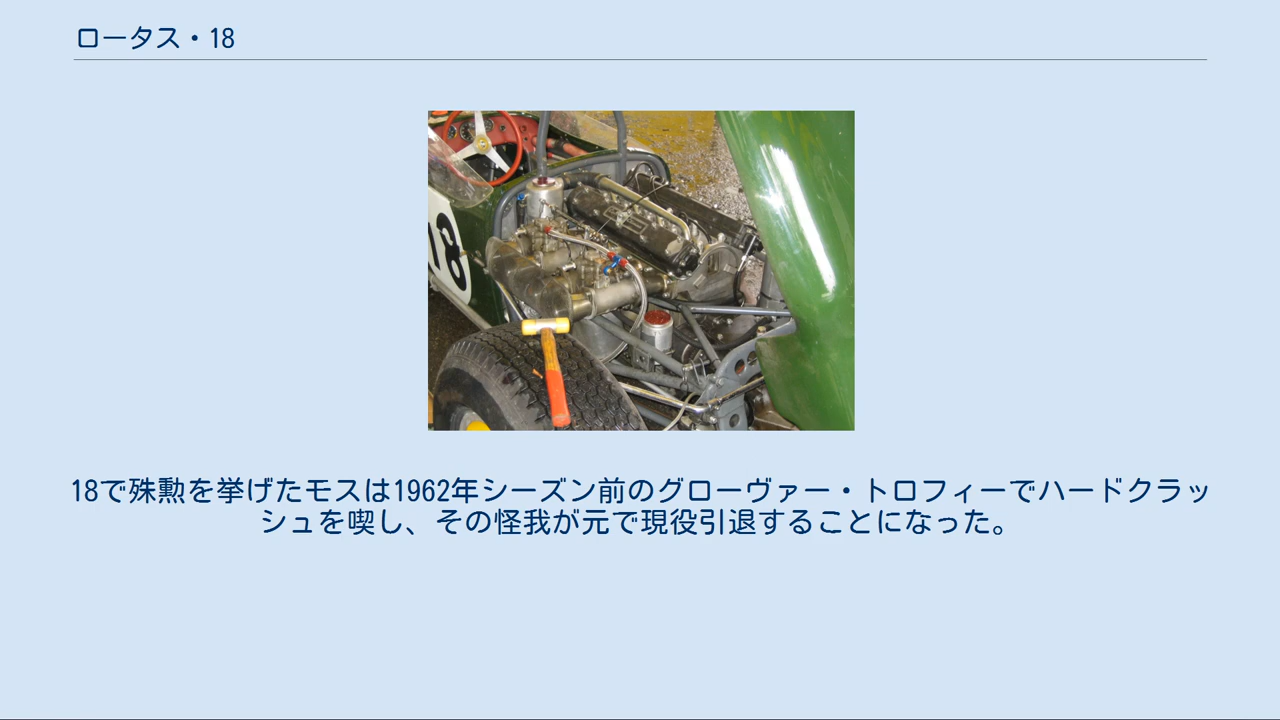 ロータス・18
18
18で殊勲を挙げたモスは1962年シーズン前のグローヴァー・トロフィーでハードクラッ
シュを喫し、その怪我が元で現役引退することになった。